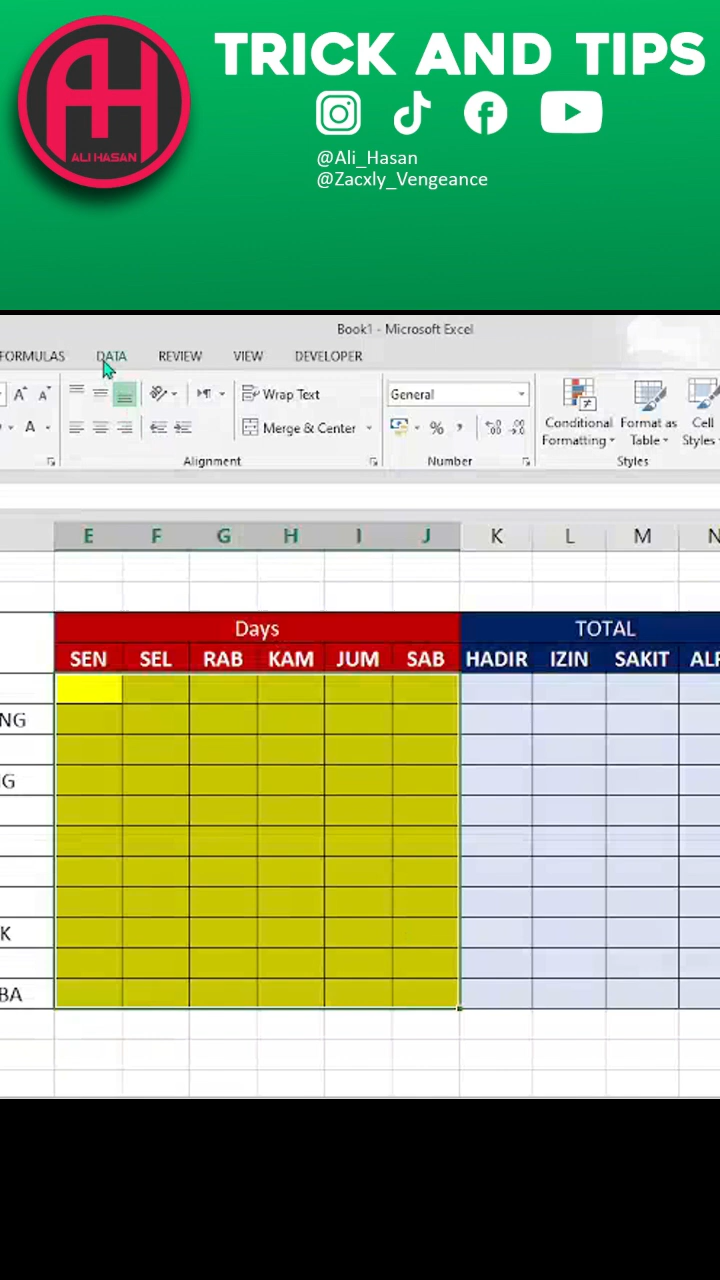 TRICK AND TIPS
ALI HASAN
@Ali_Hasan
@Zacxly_Vengeance
Book1 - Microsoft Excel
FORMULAS DATA REVIEW VIEW DEVELOPER
A A Wrap Text General
A Merge & Center % , Conditional Formatting Format as Table Cell Styles
Alignment Number Styles
E F G H I J K L M N
Days TOTAL
SEN SEL RAB KAM JUM SAB HADIR IZIN SAKIT ALF
NG
G
K
BA